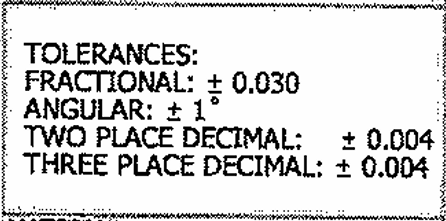 TOLERANCES:
FRACTIONAL: ± 0.030
ANGULAR: ± 1°
TWO PLACE DECIMAL: ± 0.004
THREE PLACE DECIMAL: ± 0.004